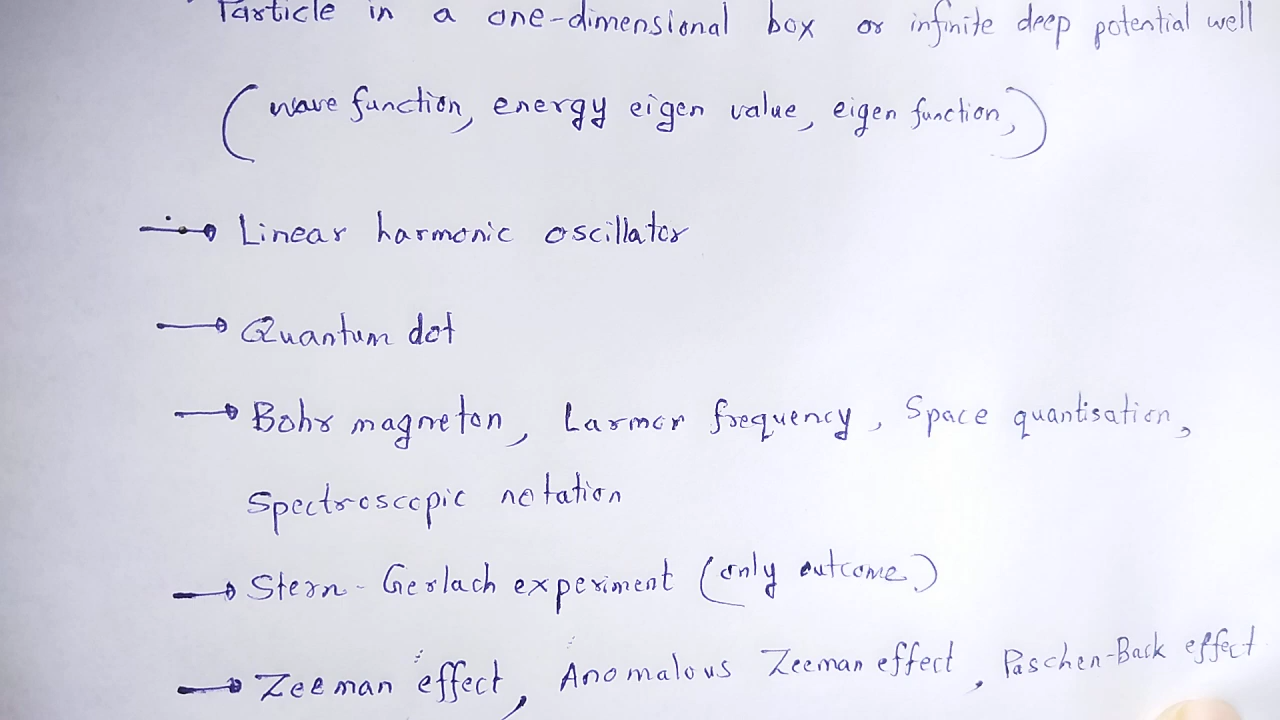 Particle in a one-dimensional box or infinite deep potential well
(wave function, energy eigen value, eigen function,)
→ Linear harmonic oscillator
→ Quantum dot
→ Bohr magneton, Larmor frequency, Space quantisation,
Spectroscopic notation
→ Stern-Gerlach experiment (only outcome)
→ Zeeman effect, Anomalous Zeeman effect, Paschen-Back effect